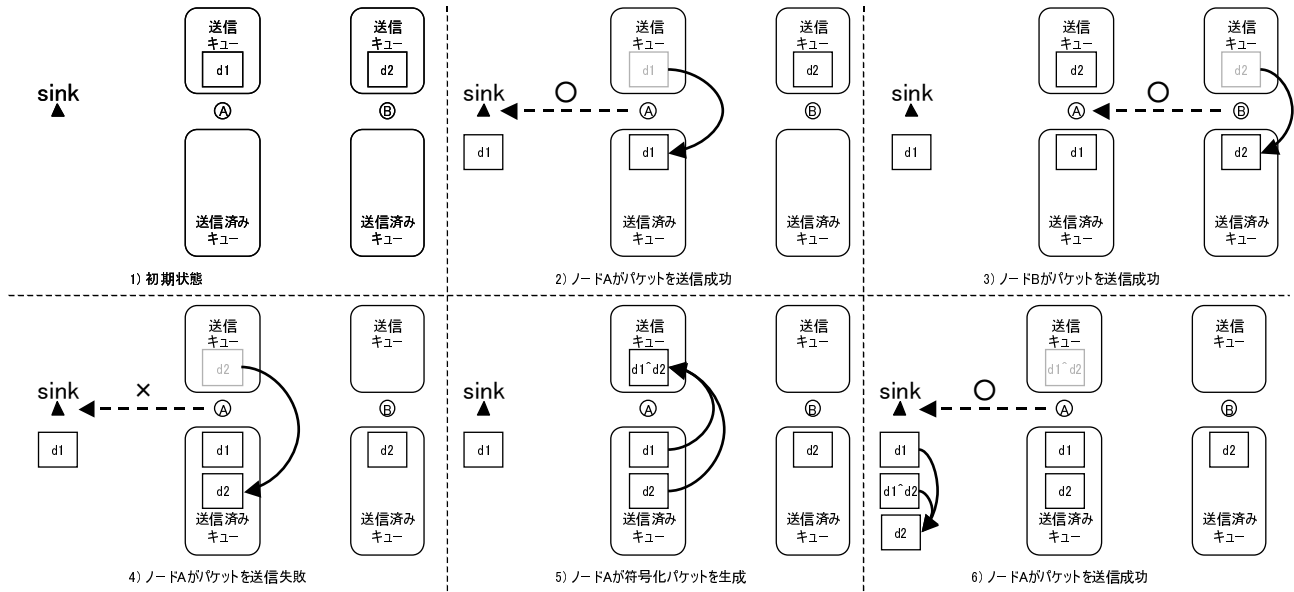 送信
キュー
d1
送信
キュー
d2
sink
A
B
送信済み
キュー
送信済み
キュー
1) 初期状態
送信
キュー
d1
送信
キュー
d2
sink
○
A
B
d1
d1
送信済み
キュー
送信済み
キュー
2) ノードAがパケットを送信成功
送信
キュー
d2
送信
キュー
d2
sink
○
A
B
d1
d1
d2
送信済み
キュー
送信済み
キュー
3) ノードBがパケットを送信成功
送信
キュー
d2
送信
キュー
sink
×
A
B
d1
d1
d2
d2
送信済み
キュー
送信済み
キュー
4) ノードAがパケットを送信失敗
送信
キュー
d1^d2
送信
キュー
sink
A
B
d1
d1
d2
d2
送信済み
キュー
送信済み
キュー
5) ノードAが符号化パケットを生成
送信
キュー
d1^d2
送信
キュー
sink
○
A
B
d1
d1^d2
d2
d1
d2
d2
送信済み
キュー
送信済み
キュー
6) ノードAがパケットを送信成功